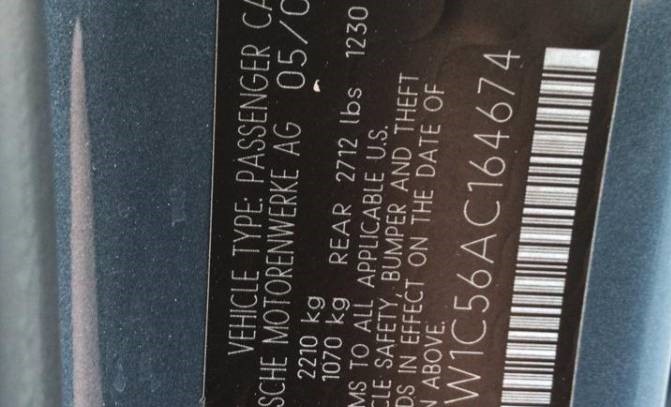 VEHICLE TYPE: PASSENGER CA
SCHE MOTORENWERKE AG 05/0
2210 kg
1070 kg REAR 2712 lbs 1230
MS TO ALL APPLICABLE U.S.
CLE SAFETY, BUMPER AND THEFT
DS IN EFFECT ON THE DATE OF
N ABOVE.
W1C56AC164674